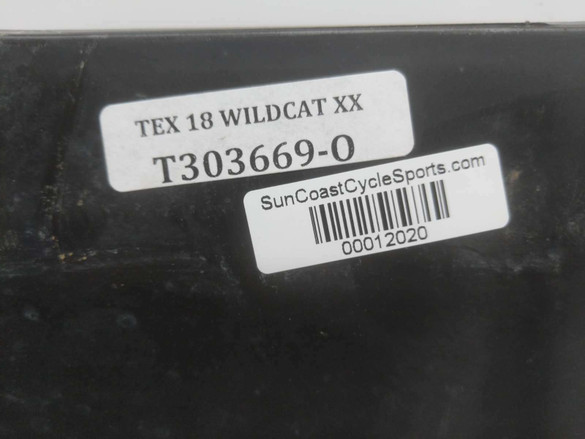 TEX 18 WILDCAT XX
T303669-O
SunCoastCycleSports.com
00012020